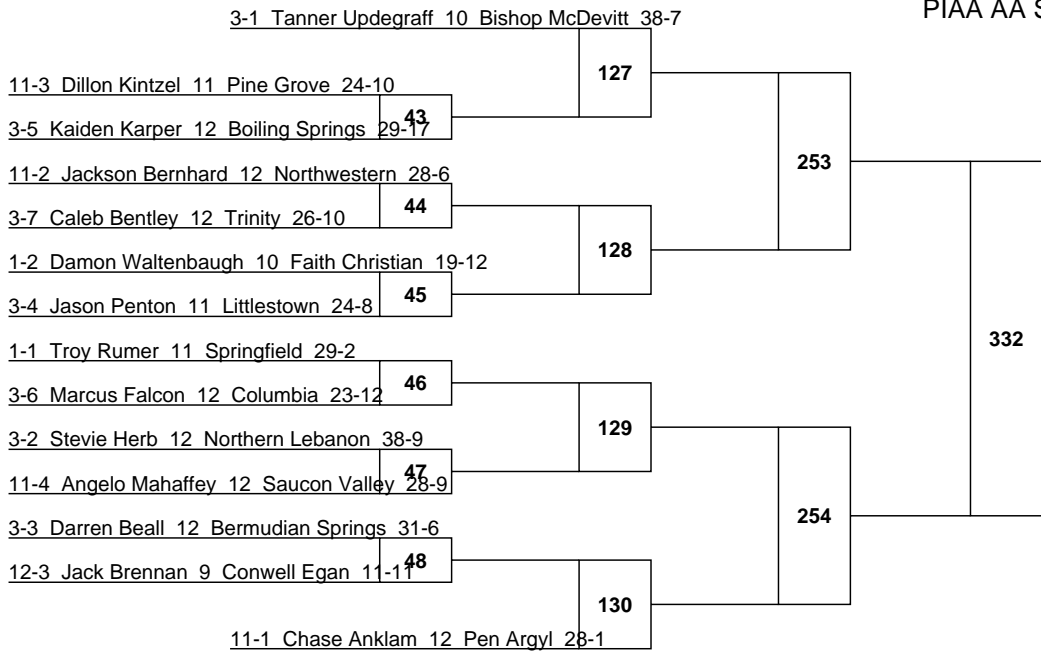 PIAA AA S
3-1 Tanner Updegraff 10 Bishop McDevitt 38-7
127
11-3 Dillon Kintzel 11 Pine Grove 24-10
43
3-5 Kaiden Karper 12 Boiling Springs 29-17
253
11-2 Jackson Bernhard 12 Northwestern 28-6
44
3-7 Caleb Bentley 12 Trinity 26-10
128
1-2 Damon Waltenbaugh 10 Faith Christian 19-12
45
3-4 Jason Penton 11 Littlestown 24-8
332
1-1 Troy Rumer 11 Springfield 29-2
46
3-6 Marcus Falcon 12 Columbia 23-12
129
3-2 Stevie Herb 12 Northern Lebanon 38-9
47
11-4 Angelo Mahaffey 12 Saucon Valley 28-9
254
3-3 Darren Beall 12 Bermudian Springs 31-6
48
12-3 Jack Brennan 9 Conwell Egan 11-11
130
11-1 Chase Anklam 12 Pen Argyl 28-1